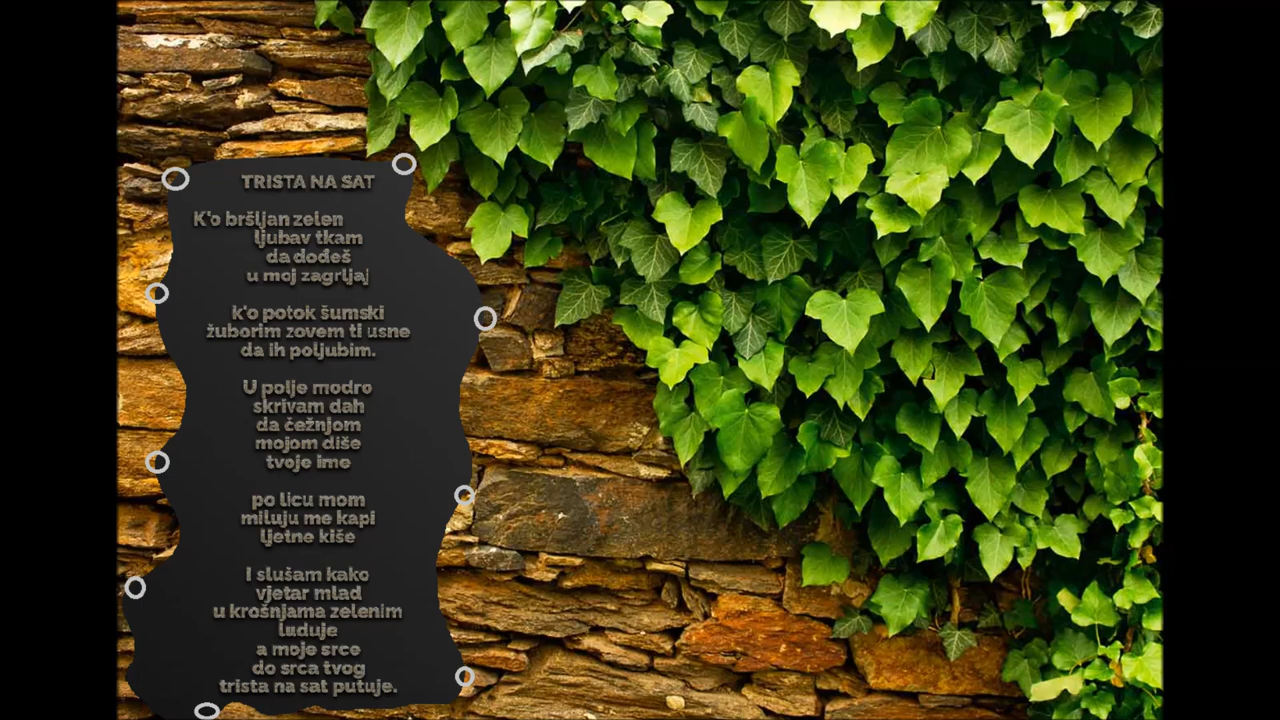 TRISTA NA SAT
K'o bršljan zelen
ljubav tkam
da dođeš
u moj zagrljaj
k'o potok šumski
žuborim zovem ti usne
da ih poljubim.
U polje modro
skrivam dah
da čežnjom
mojom diše
tvoje ime
po licu mom
miluju me kapi
ljetne kiše
I slušam kako
vjetar mlad
u krošnjama zelenim
luduje
a moje srce
do srca tvog
trista na sat putuje.